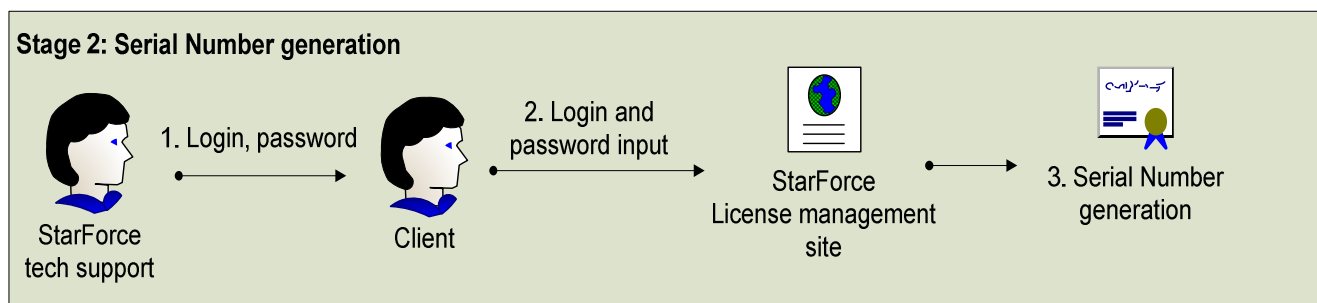 Stage 2: Serial Number generation
1. Login, password
2. Login and
password input
StarForce
tech support
Client
StarForce
License management
site
3. Serial Number
generation